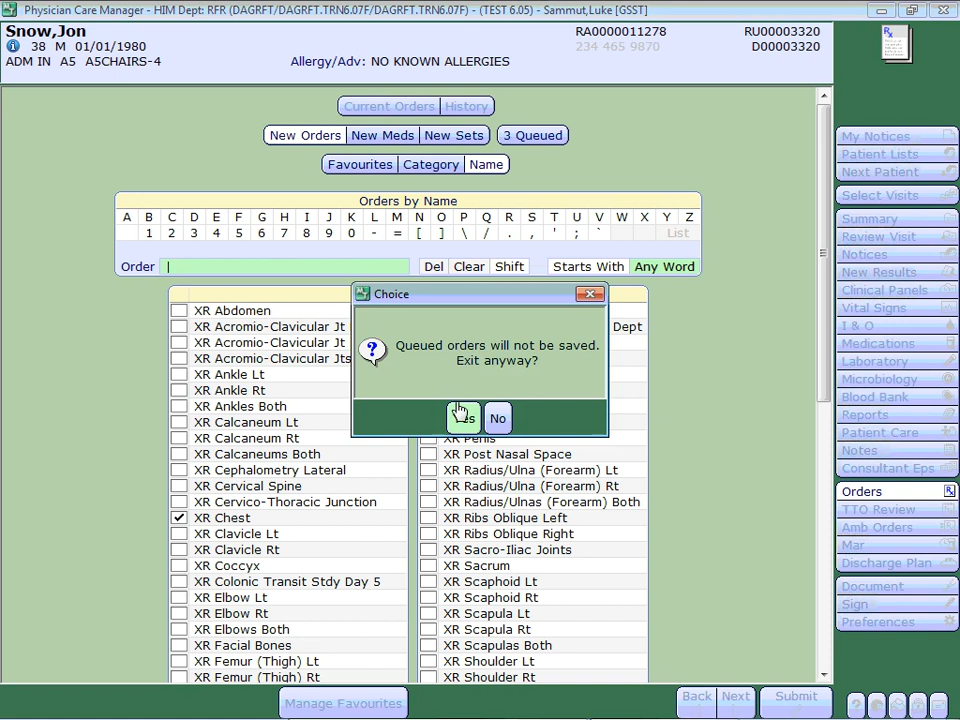 Physician Care Manager - HIM Dept: RFR (DAGRFT/DAGRFT.TRN6.07F/DAGRFT.TRN6.07F) - (TEST 6.05) - Sammut,Luke [GSST]
Snow,Jon RA0000011278 RU00003320
38 M 01/01/1980 234 465 9870 D00003320
ADM IN A5 A5CHAIRS-4 Allergy/Adv: NO KNOWN ALLERGIES
Current Orders History
New Orders New Meds New Sets 3 Queued
Favourites Category Name
Orders by Name
A B C D E F G H I J K L M N O P Q R S T U V W X Y Z
1 2 3 4 5 6 7 8 9 0 - = [ ] \ / . , ' ; ` List
Order Del Clear Shift Starts With Any Word
Choice
Queued orders will not be saved.
Exit anyway?
No
XR Abdomen
XR Acromio-Clavicular Jt
XR Acromio-Clavicular Jt
XR Acromio-Clavicular Jts
XR Ankle Lt
XR Ankle Rt
XR Ankles Both
XR Calcaneum Lt
XR Calcaneum Rt
XR Calcaneums Both
XR Cephalometry Lateral
XR Cervical Spine
XR Cervico-Thoracic Junction
XR Chest
XR Clavicle Lt
XR Clavicle Rt
XR Coccyx
XR Colonic Transit Stdy Day 5
XR Elbow Lt
XR Elbow Rt
XR Elbows Both
XR Facial Bones
XR Femur (Thigh) Lt
XR Femur (Thigh) Rt
Dept
XR Penis
XR Post Nasal Space
XR Radius/Ulna (Forearm) Lt
XR Radius/Ulna (Forearm) Rt
XR Radius/Ulnas (Forearm) Both
XR Ribs Oblique Left
XR Ribs Oblique Right
XR Sacro-Iliac Joints
XR Sacrum
XR Scaphoid Lt
XR Scaphoid Rt
XR Scapula Lt
XR Scapula Rt
XR Scapulas Both
XR Shoulder Lt
XR Shoulder Rt
Manage Favourites Back Next Submit
Rx
My Notices
Patient Lists
Next Patient
Select Visits
Summary
Review Visit
Notices
New Results
Clinical Panels
Vital Signs
I & O
Medications
Laboratory
Microbiology
Blood Bank
Reports
Patient Care
Notes
Consultant Eps
Orders
TTO Review
Amb Orders
Mar
Discharge Plan
Document
Sign
Preferences